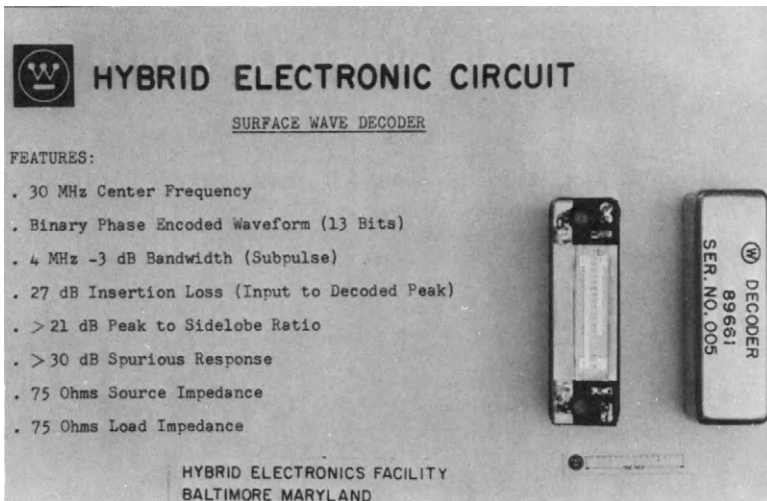 HYBRID ELECTRONIC CIRCUIT
SURFACE WAVE DECODER
FEATURES:
. 30 MHz Center Frequency
. Binary Phase Encoded Waveform (13 Bits)
. 4 MHz -3 dB Bandwidth (Subpulse)
. 27 dB Insertion Loss (Input to Decoded Peak)
. > 21 dB Peak to Sidelobe Ratio
. > 30 dB Spurious Response
. 75 Ohms Source Impedance
. 75 Ohms Load Impedance
DECODER
89661
SER. NO. 005
HYBRID ELECTRONICS FACILITY
BALTIMORE MARYLAND